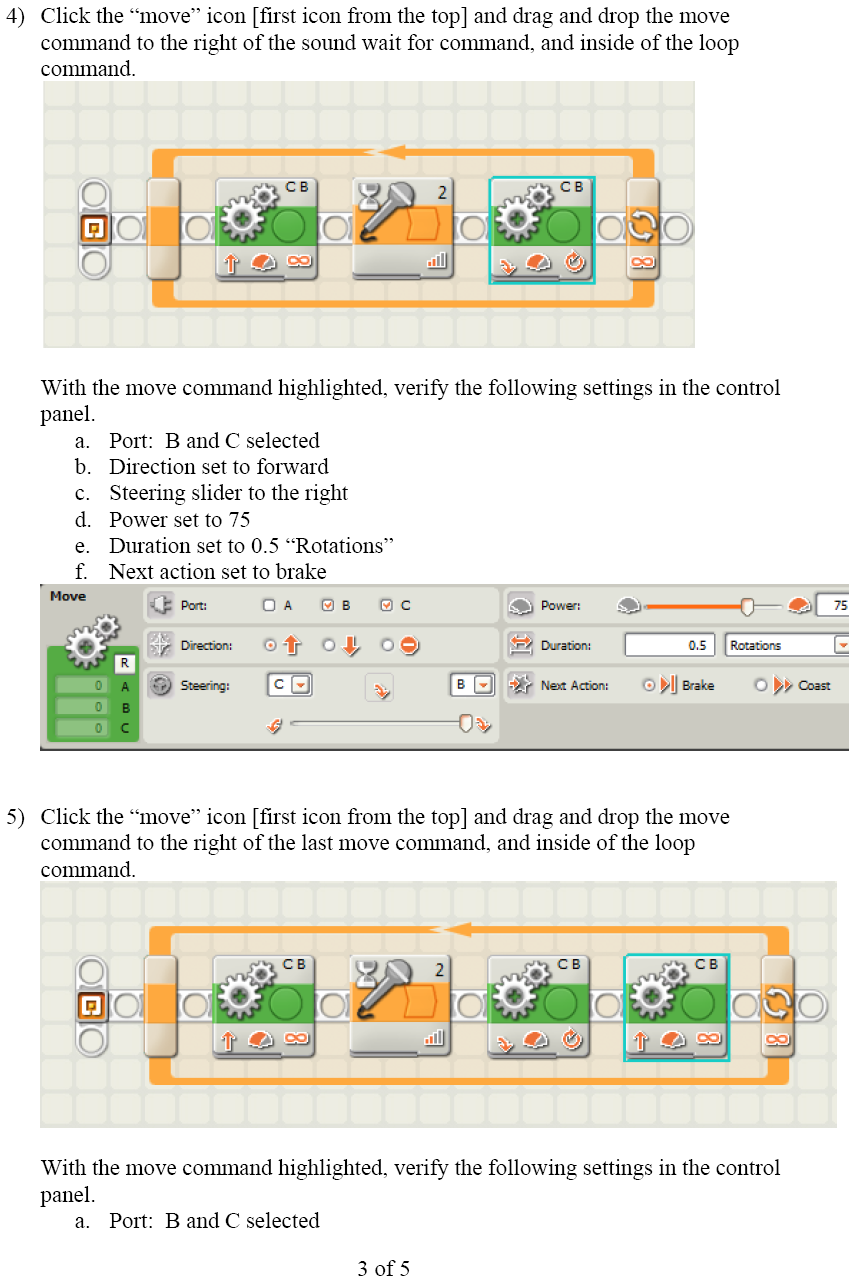 4) Click the “move” icon [first icon from the top] and drag and drop the move
command to the right of the sound wait for command, and inside of the loop
command.
C B
2
C B
With the move command highlighted, verify the following settings in the control
panel.
a. Port: B and C selected
b. Direction set to forward
c. Steering slider to the right
d. Power set to 75
e. Duration set to 0.5 “Rotations”
f. Next action set to brake
Move
Port: A B C
Power: 75
Direction:
Duration: 0.5 Rotations
R
0 A
Steering: C B
Next Action: Brake Coast
0 B
0 C
5) Click the “move” icon [first icon from the top] and drag and drop the move
command to the right of the last move command, and inside of the loop
command.
C B
2
C B
C B
With the move command highlighted, verify the following settings in the control
panel.
a. Port: B and C selected
3 of 5